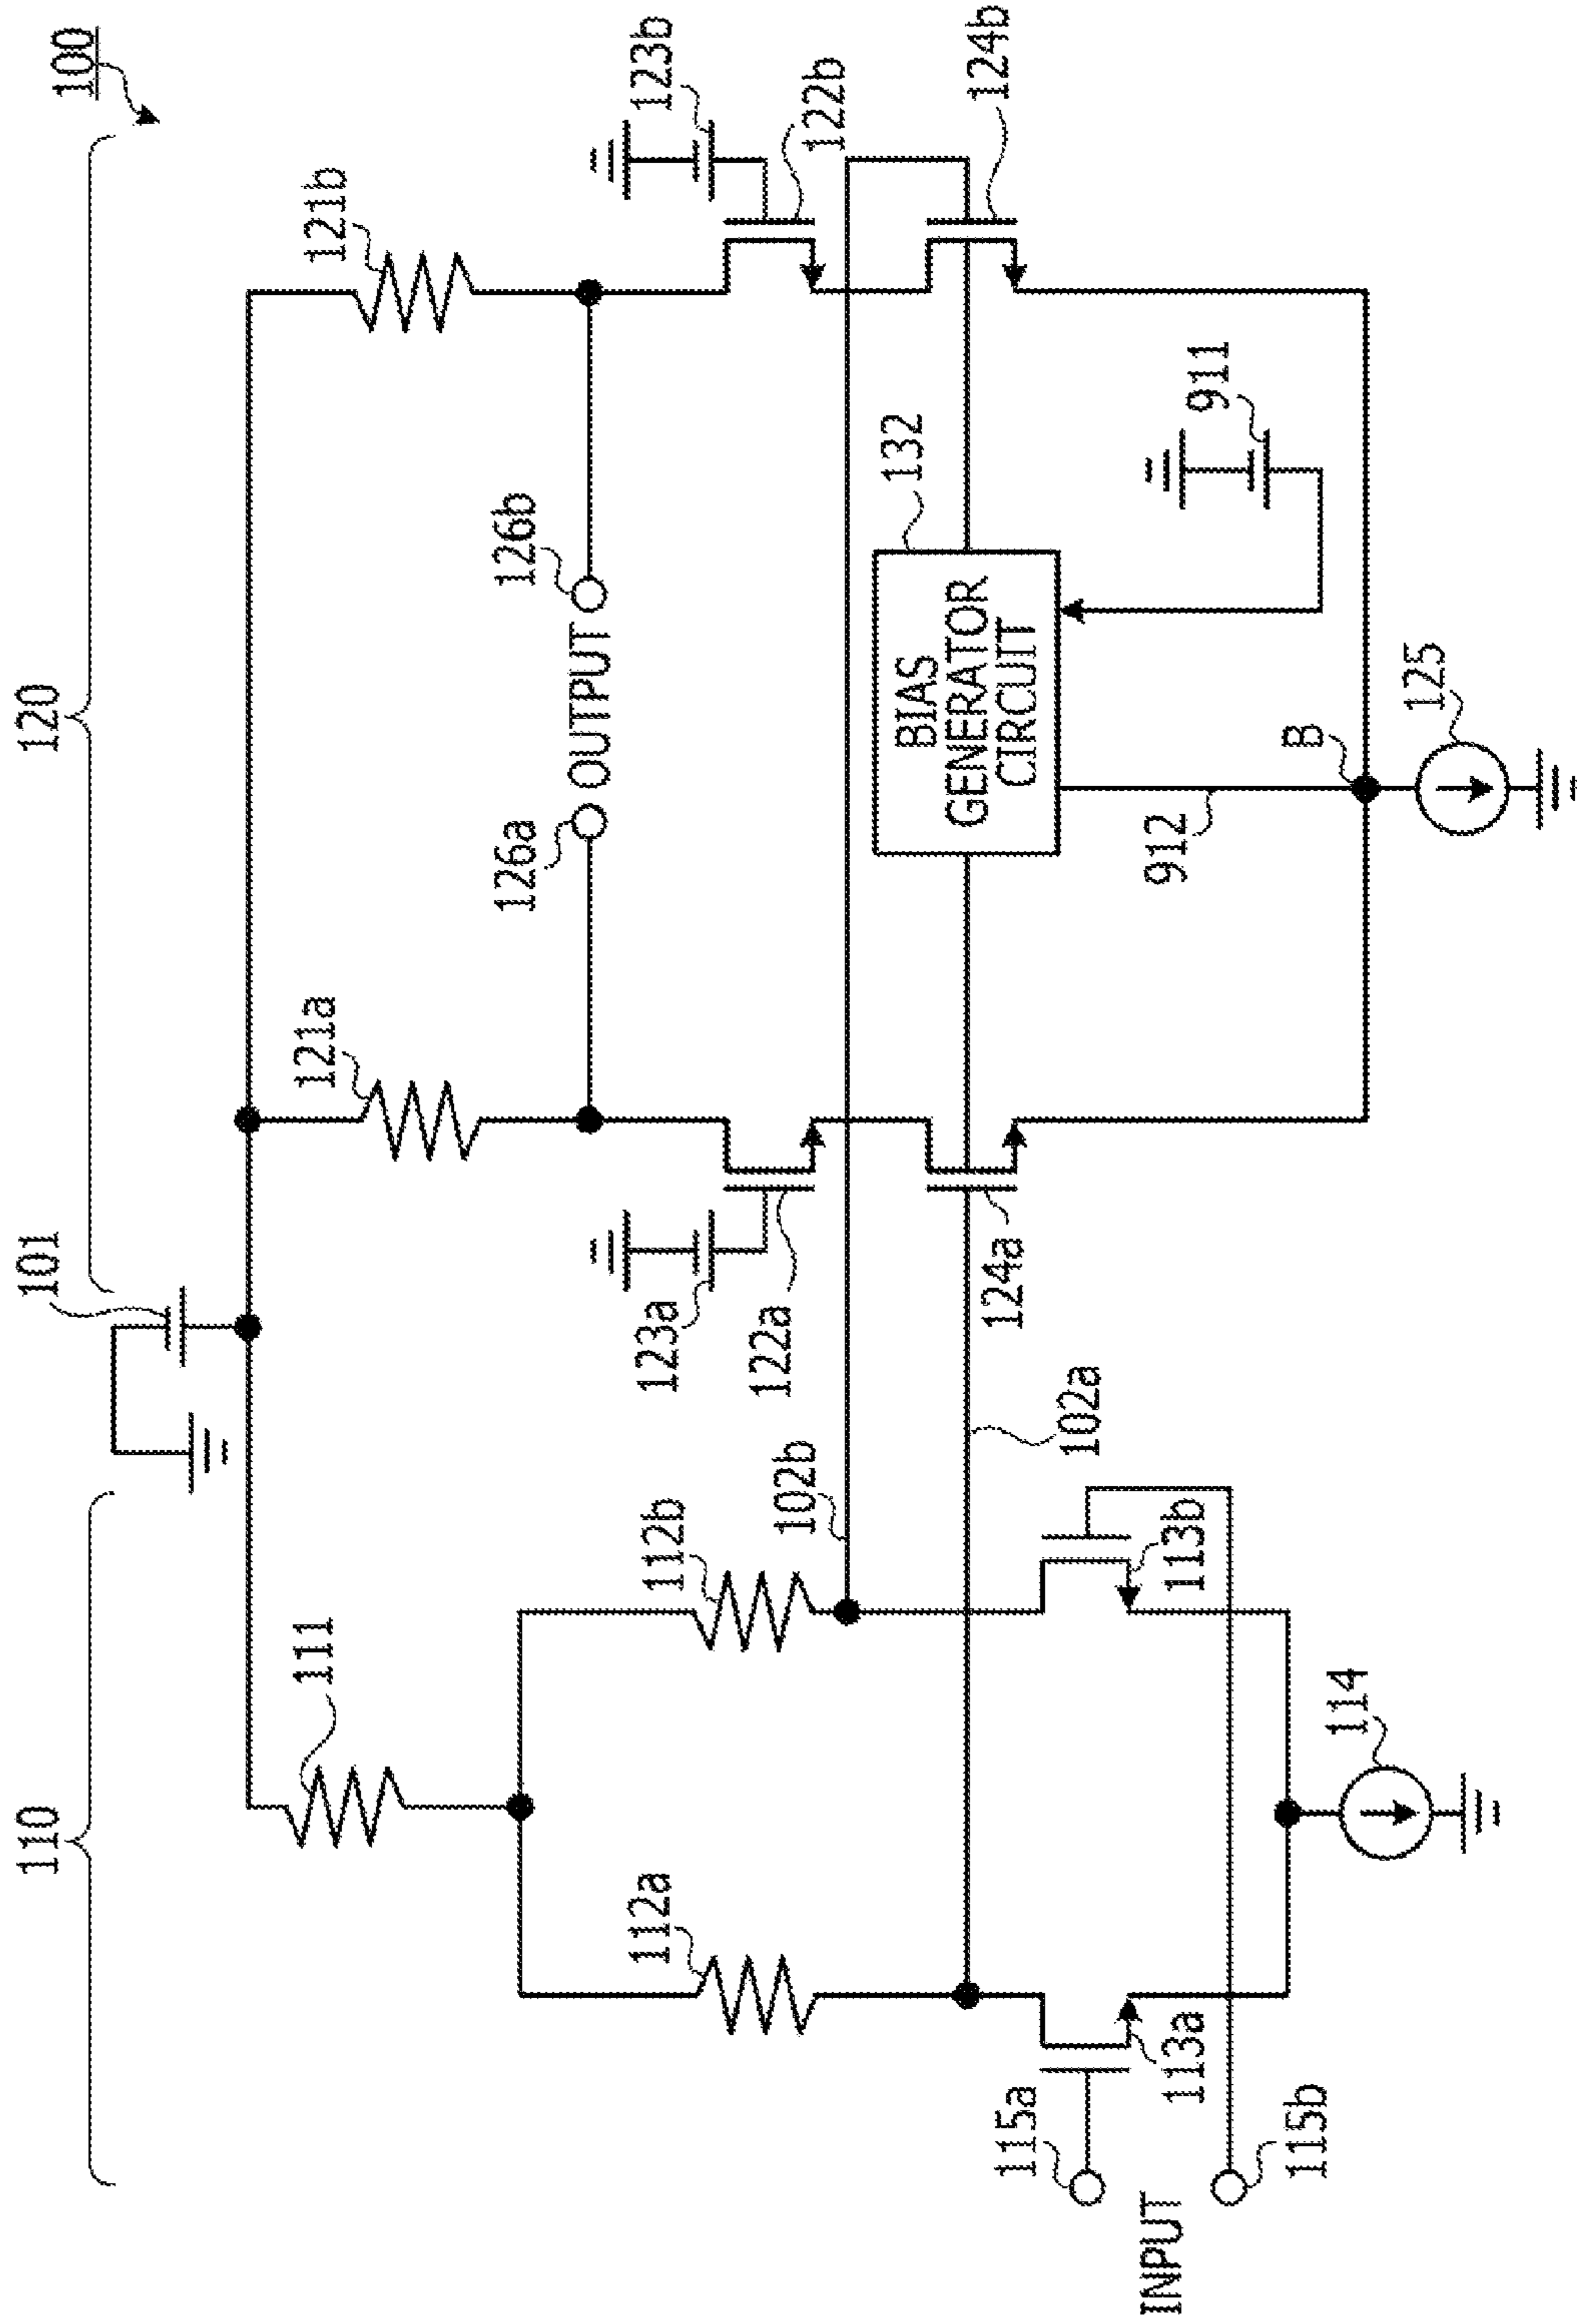 100
110
101
120
111
121a
121b
112a
112b
126a
OUTPUT
126b
123a
122a
123b
122b
102b
132
BIAS
GENERATOR
CIRCUIT
124b
115a
113a
113b
102a
124a
911
912
B
INPUT
115b
114
125